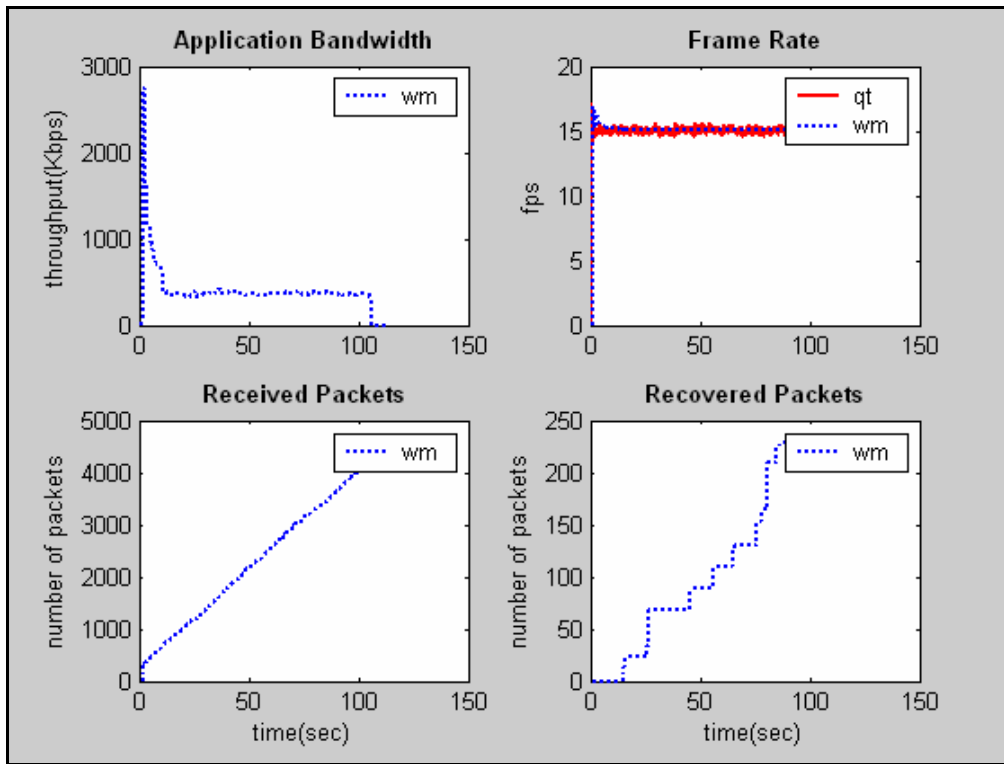 Application Bandwidth
throughput(Kbps)
3000
2000
1000
0
0 50 100 150
wm
Frame Rate
fps
20
15
10
5
0
0 50 100 150
qt
wm
Received Packets
number of packets
5000
4000
3000
2000
1000
0
0 50 100 150
time(sec)
wm
Recovered Packets
number of packets
250
200
150
100
50
0
0 50 100 150
time(sec)
wm